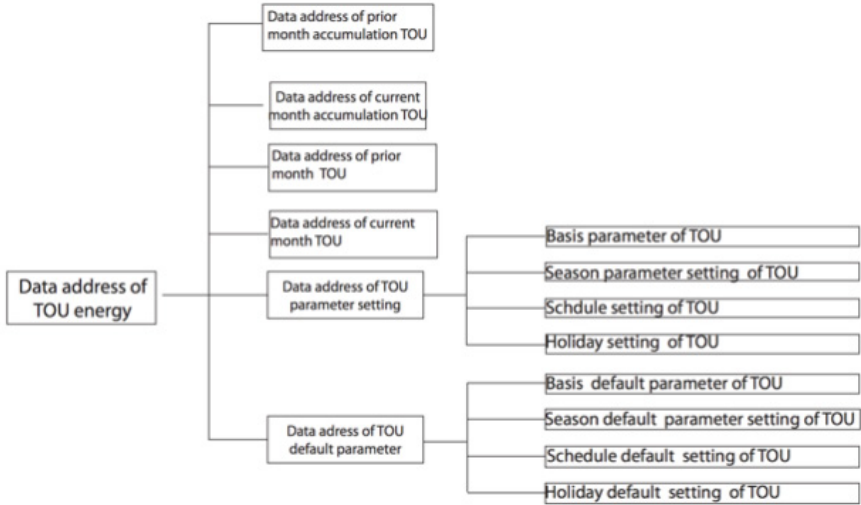 Data address of prior
month accumulation TOU
Data address of current
month accumulation TOU
Data address of prior
month TOU
Data address of current
month TOU
Data address of
TOU energy
Data address of TOU
parameter setting
Basis parameter of TOU
Season parameter setting of TOU
Schdule setting of TOU
Holiday setting of TOU
Data adress of TOU
default parameter
Basis default parameter of TOU
Season default parameter setting of TOU
Schedule default setting of TOU
Holiday default setting of TOU